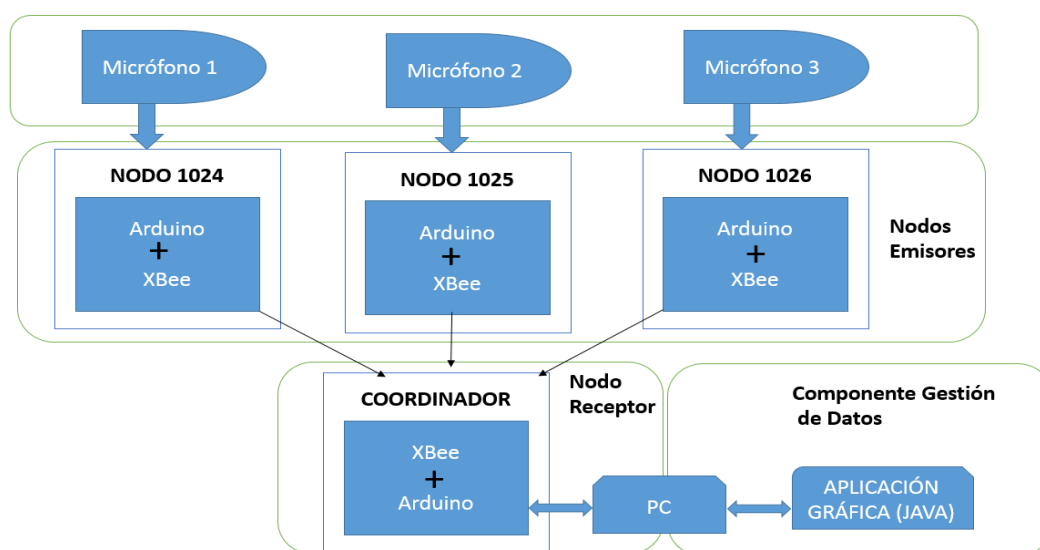 Micrófono 1
Micrófono 2
Micrófono 3
NODO 1024
Arduino
+
XBee
NODO 1025
Arduino
+
XBee
NODO 1026
Arduino
+
XBee
Nodos
Emisores
COORDINADOR
XBee
+
Arduino
Nodo
Receptor
PC
Componente Gestión
de Datos
APLICACIÓN
GRÁFICA (JAVA)